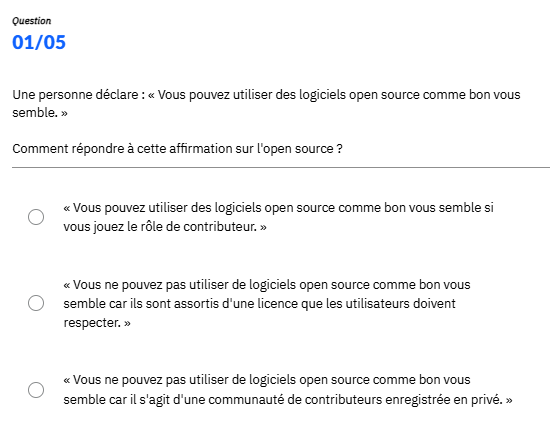 Question
01/05
Une personne déclare : « Vous pouvez utiliser des logiciels open source comme bon vous
semble. »
Comment répondre à cette affirmation sur l'open source ?
« Vous pouvez utiliser des logiciels open source comme bon vous semble si
vous jouez le rôle de contributeur. »
« Vous ne pouvez pas utiliser de logiciels open source comme bon vous
semble car ils sont assortis d'une licence que les utilisateurs doivent
respecter. »
« Vous ne pouvez pas utiliser de logiciels open source comme bon vous
semble car il s'agit d'une communauté de contributeurs enregistrée en privé. »